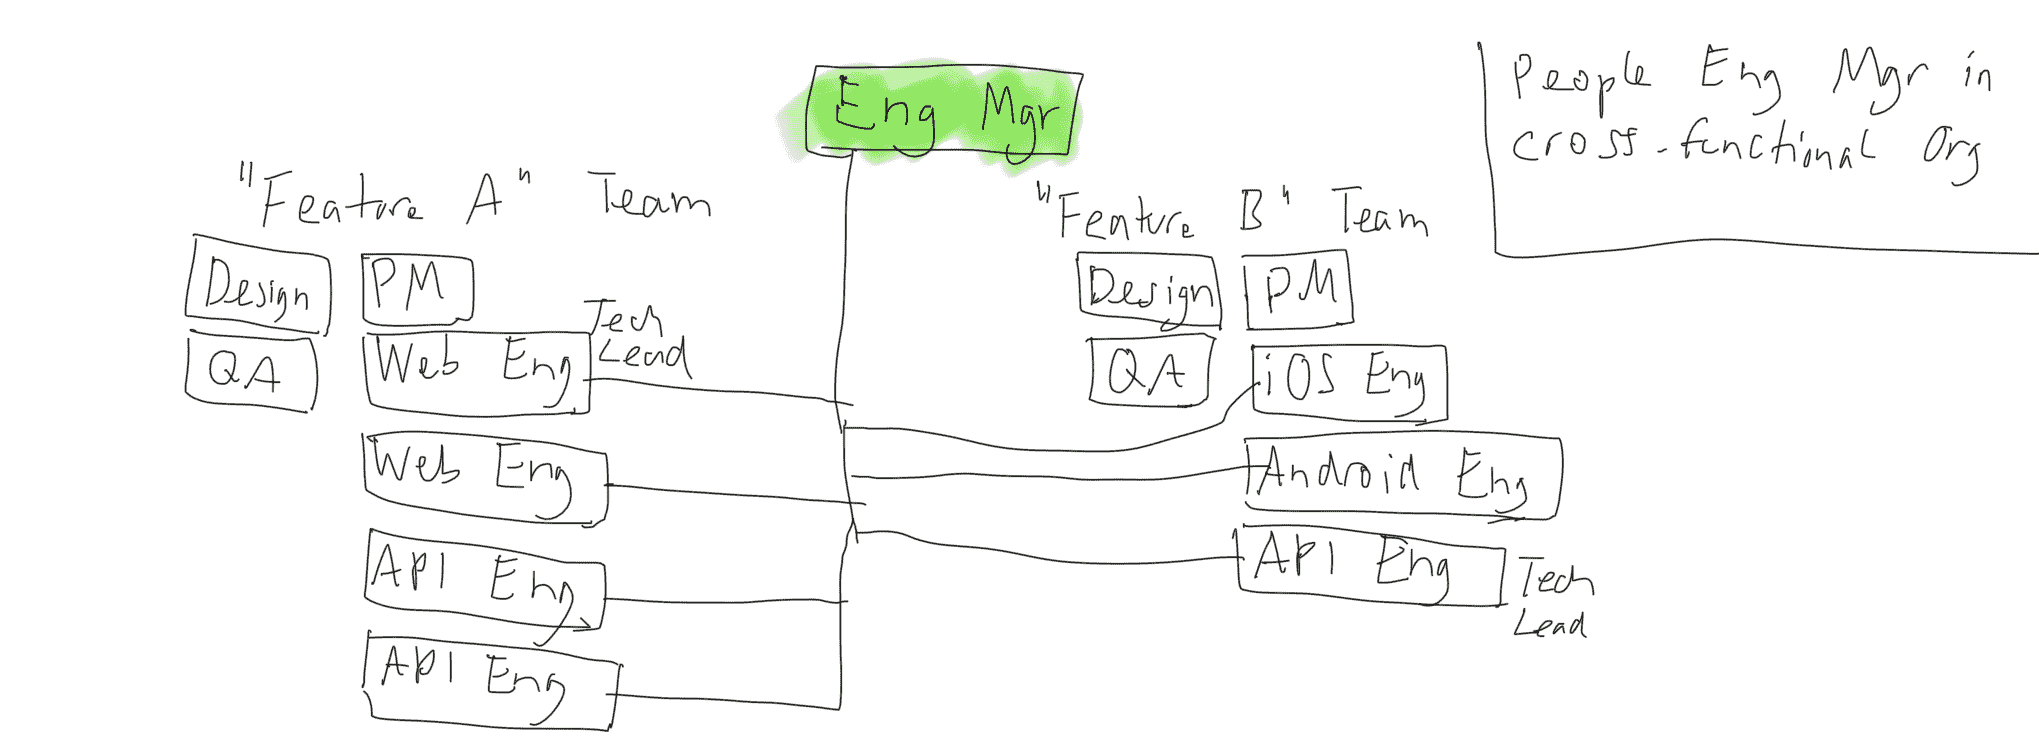 Eng Mgr
People Eng Mgr in
cross-functional Org
"Feature A" Team
Design
PM
Tech
Lead
QA
Web Eng
Web Eng
API Eng
API Eng
"Feature B" Team
Design
PM
QA
iOS Eng
Android Eng
API Eng
Tech
Lead